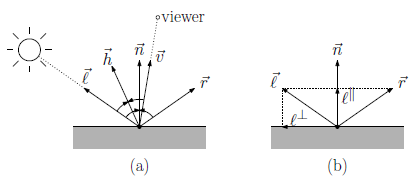 viewer
h⃗ n⃗ v⃗
ℓ⃗ r⃗
(a)
n⃗
ℓ⃗ ℓ∥ r⃗
ℓ⊥
(b)